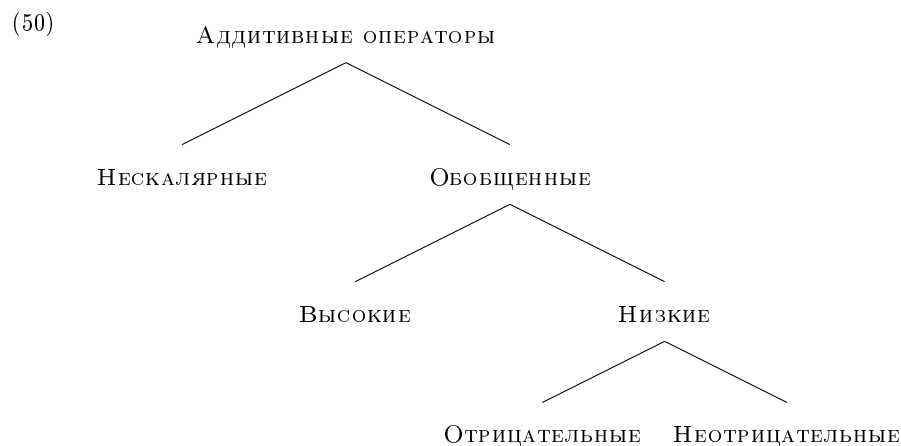 (50)
Аддитивные операторы
Нескалярные Обобщенные
Высокие Низкие
Отрицательные Неотрицательные